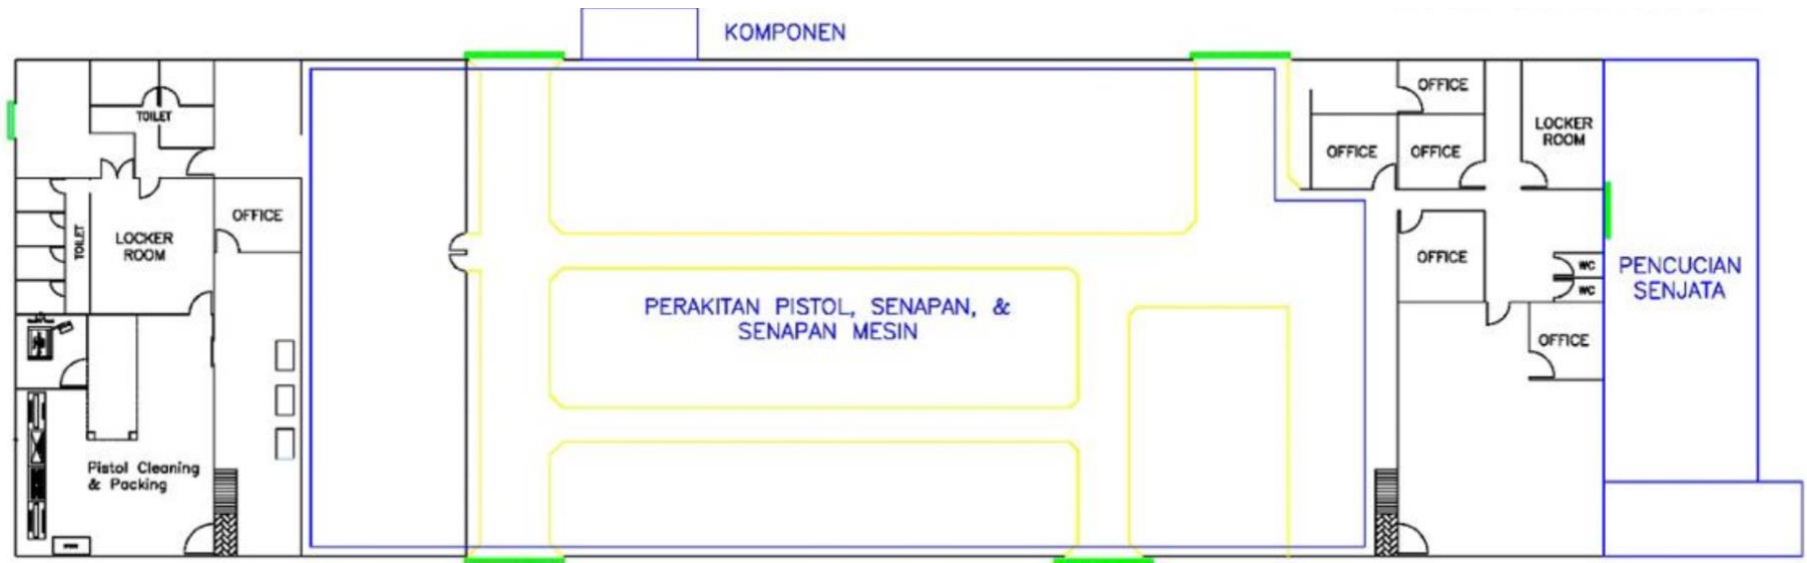 KOMPONEN
TOILET
OFFICE
LOCKER
ROOM
OFFICE
OFFICE
TOILET
LOCKER
ROOM
OFFICE
OFFICE
WC
WC
PENCUCIAN
SENJATA
PERAKITAN PISTOL, SENAPAN, &
SENAPAN MESIN
OFFICE
Pistol Cleaning
& Packing